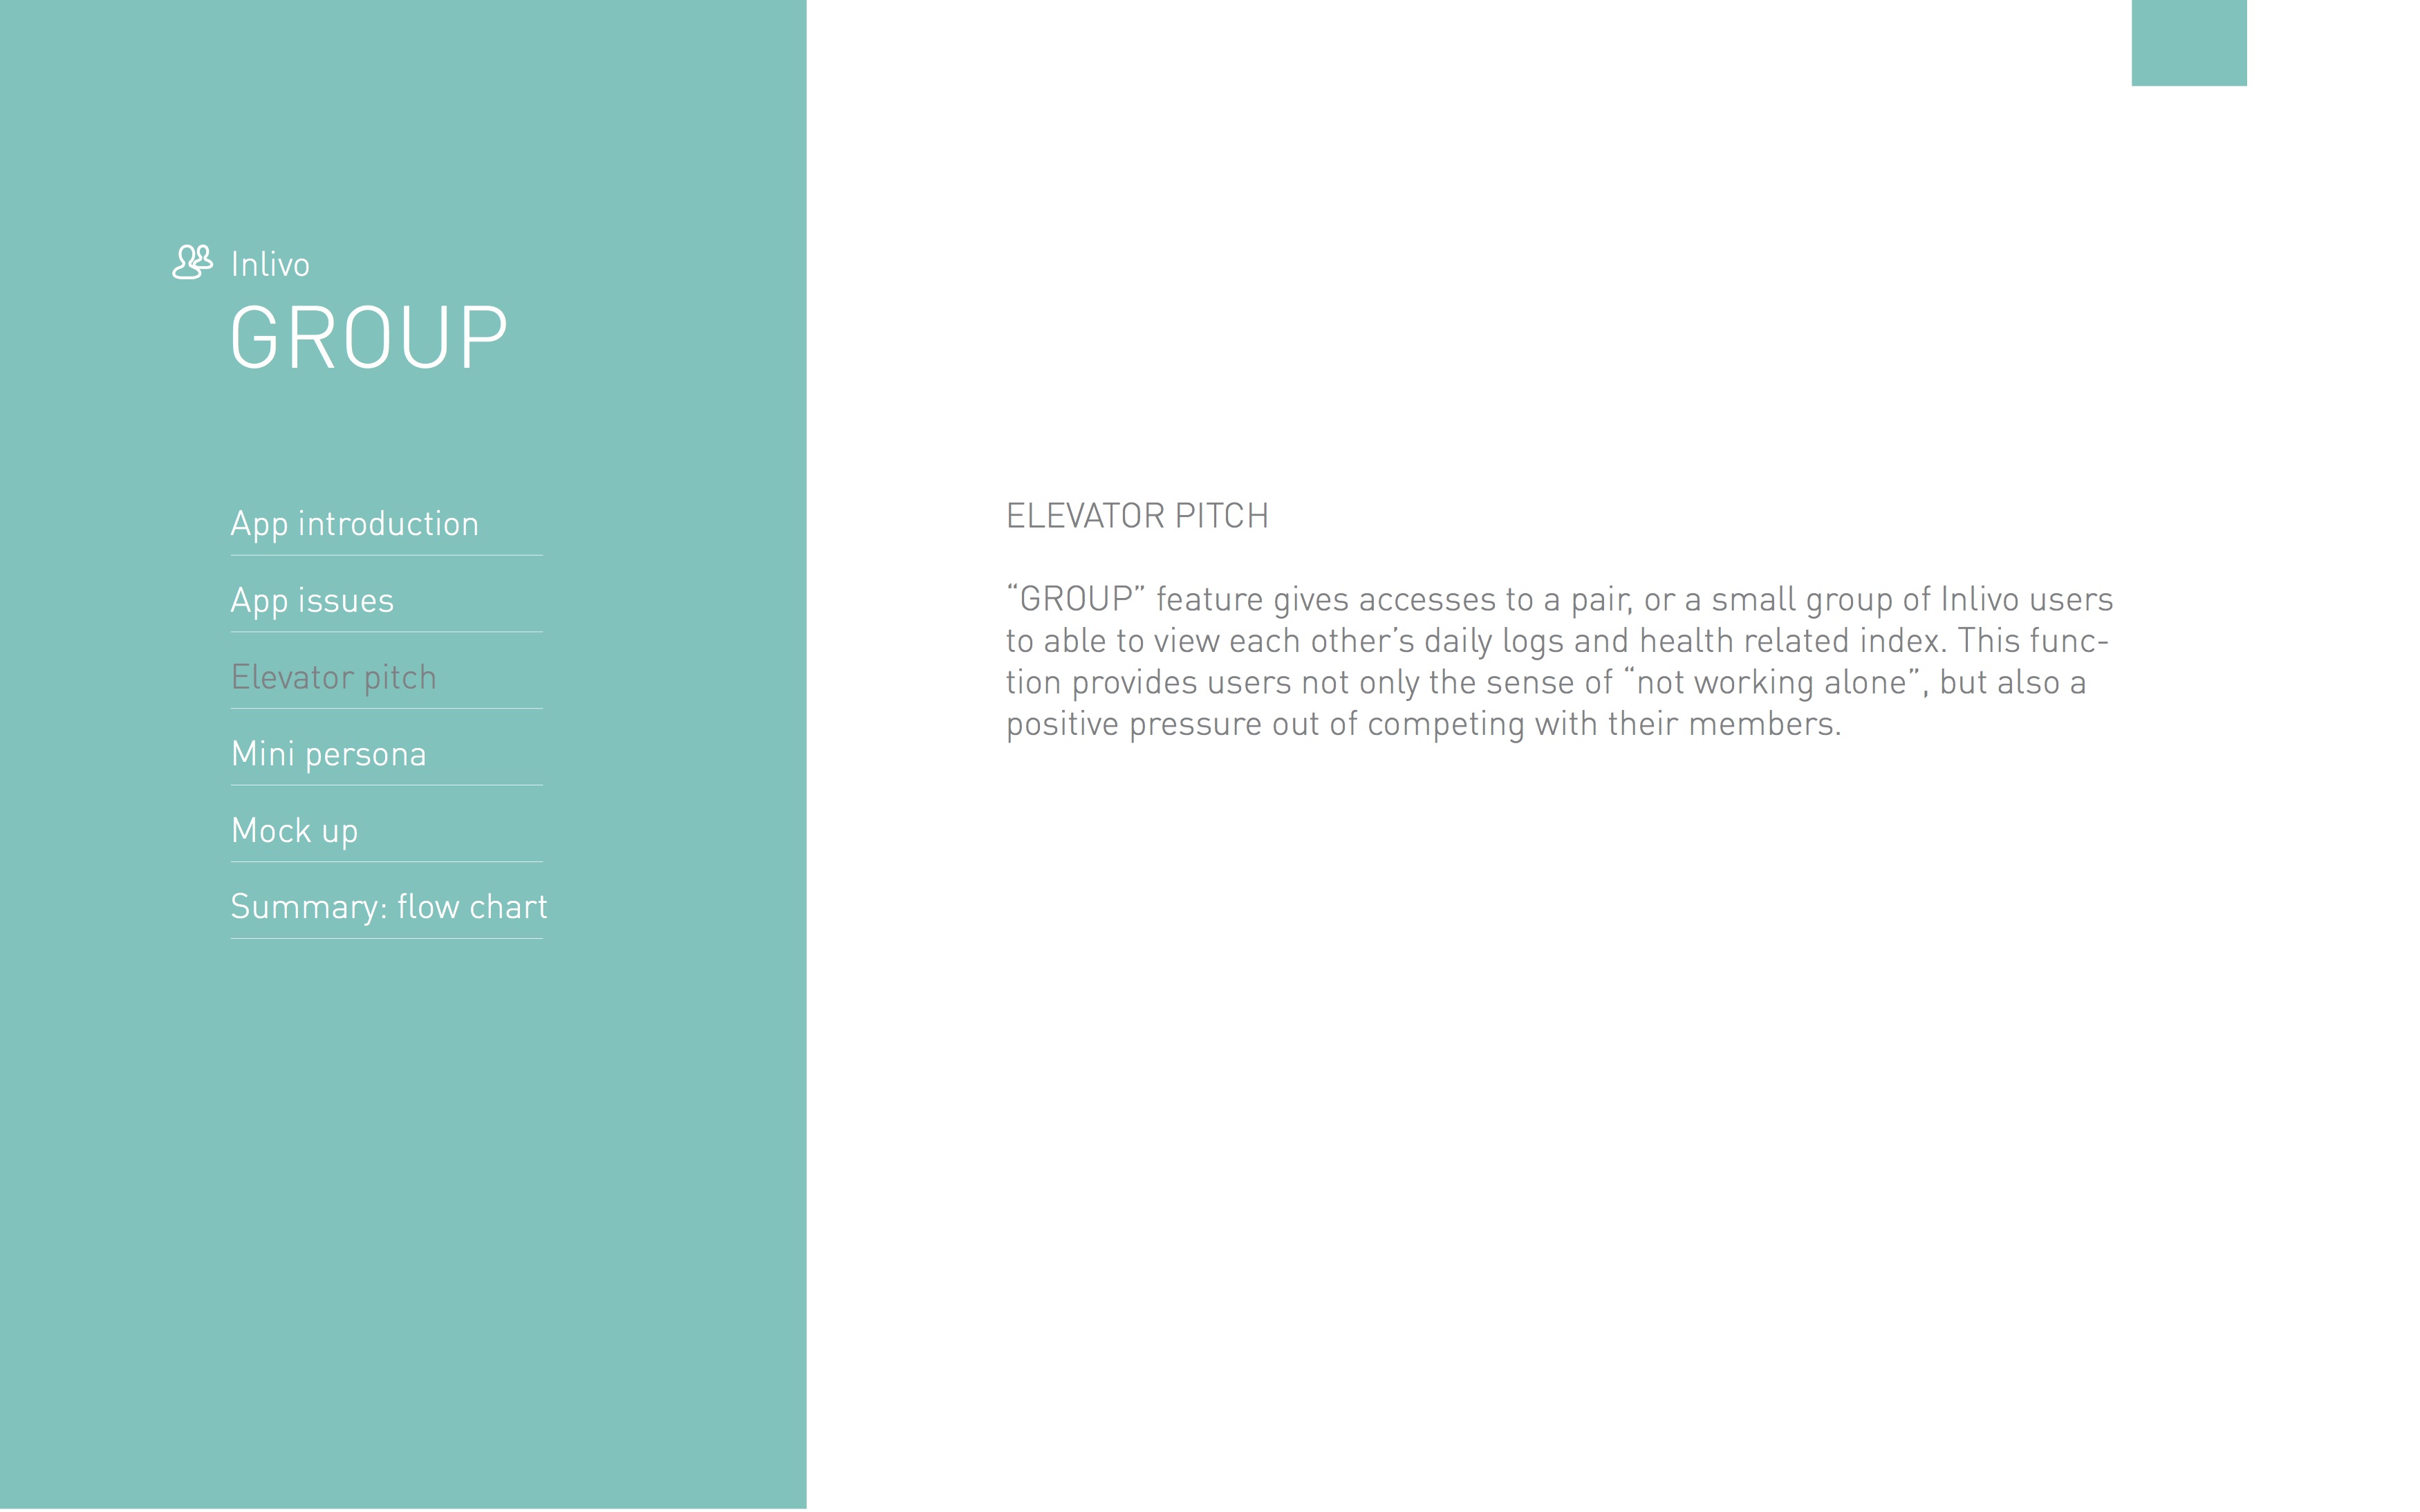 Inlivo
GROUP
App introduction
App issues
Elevator pitch
Mini persona
Mock up
Summary: flow chart
ELEVATOR PITCH
“GROUP” feature gives accesses to a pair, or a small group of Inlivo users
to able to view each other’s daily logs and health related index. This func-
tion provides users not only the sense of “not working alone”, but also a
positive pressure out of competing with their members.